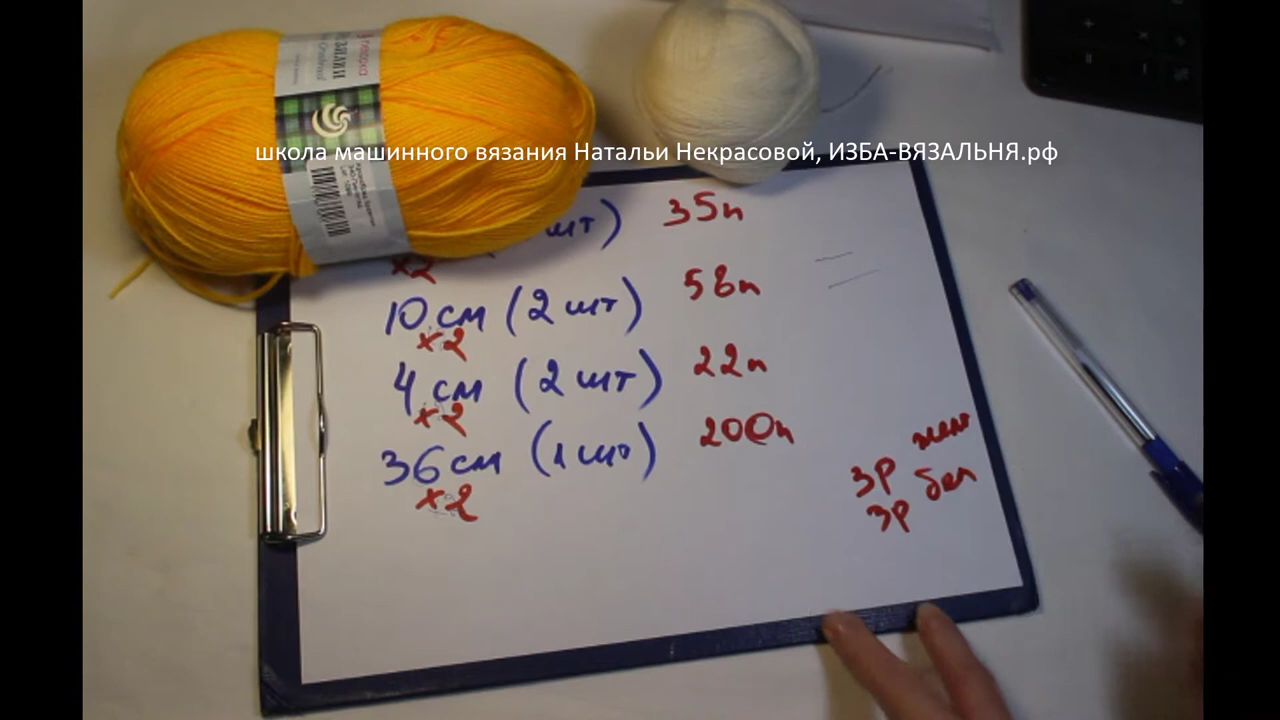 школа машинного вязания Натальи Некрасовой, ИЗБА-ВЯЗАЛЬНЯ.рф
шт) 35п
х2
10 см (2 шт) 58п
х2
4 см (2 шт) 22п
х2
36 см (1 шт) 200п
х2
3р желт
3р бел